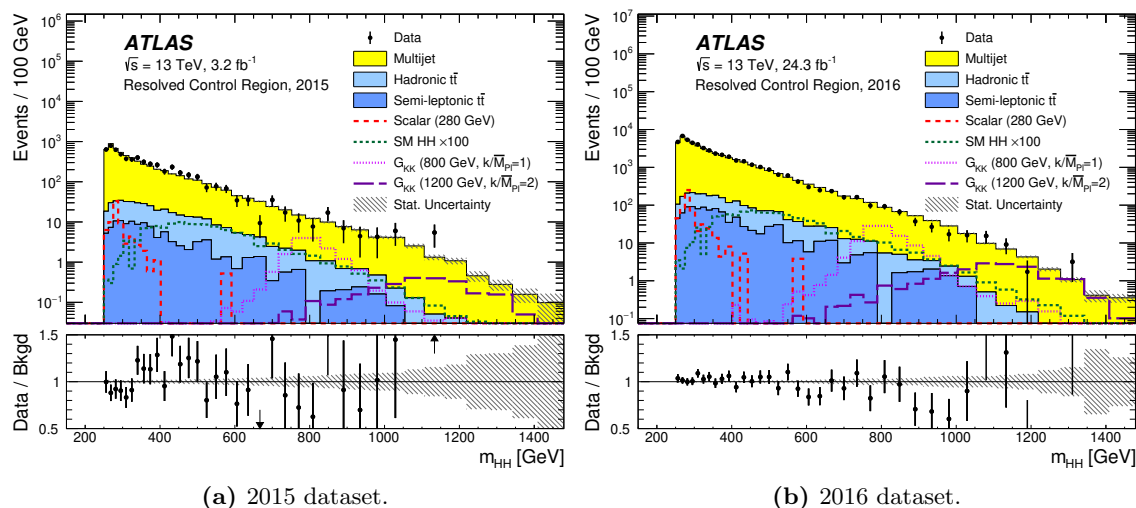 ATLAS
√s = 13 TeV, 3.2 fb⁻¹
Resolved Control Region, 2015
Data
Multijet
Hadronic tt̄
Semi-leptonic tt̄
Scalar (280 GeV)
SM HH ×100
G_KK (800 GeV, k/M̄_Pl=1)
G_KK (1200 GeV, k/M̄_Pl=2)
Stat. Uncertainty
Events / 100 GeV
10⁶
10⁵
10⁴
10³
10²
10
1
10⁻¹
Data / Bkgd
1.5
1
0.5
200 400 600 800 1000 1200 1400
m_HH [GeV]
(a) 2015 dataset.
ATLAS
√s = 13 TeV, 24.3 fb⁻¹
Resolved Control Region, 2016
Data
Multijet
Hadronic tt̄
Semi-leptonic tt̄
Scalar (280 GeV)
SM HH ×100
G_KK (800 GeV, k/M̄_Pl=1)
G_KK (1200 GeV, k/M̄_Pl=2)
Stat. Uncertainty
Events / 100 GeV
10⁷
10⁶
10⁵
10⁴
10³
10²
10
1
10⁻¹
Data / Bkgd
1.5
1
0.5
200 400 600 800 1000 1200 1400
m_HH [GeV]
(b) 2016 dataset.